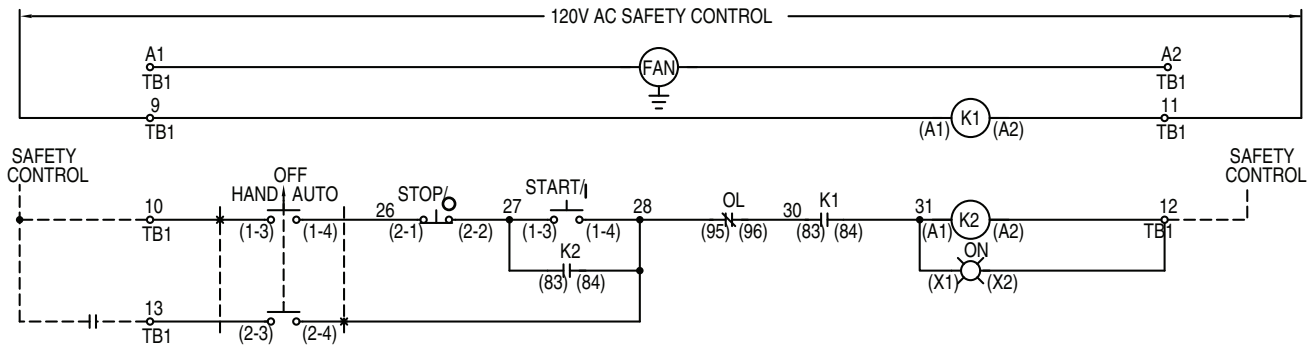 120V AC SAFETY CONTROL
A1 FAN A2
TB1 TB1
9 K1 11
TB1 (A1) (A2) TB1
SAFETY CONTROL
SAFETY CONTROL
OFF
HAND AUTO
STOP/O
START/I
10 26 27 28 OL 30 K1 31 K2 12
TB1 (1-3) (1-4) (2-1) (2-2) (1-3) (1-4) (95) (96) (83) (84) (A1) (A2) TB1
K2 ON
(83) (84) (X1) (X2)
13
TB1 (2-3) (2-4)